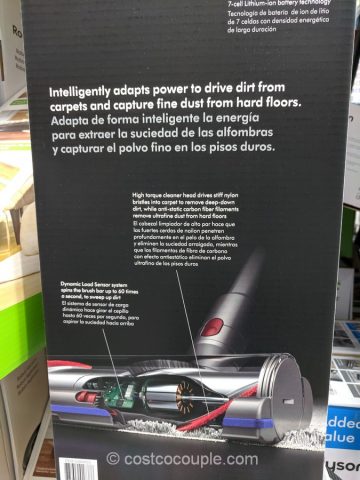 7-cell Lithium-ion battery technology
Tecnología de batería de ion de litio
de 7 celdas con densidad energética
de larga duración
Intelligently adapts power to drive dirt from
carpets and capture fine dust from hard floors.
Adapta de forma inteligente la energía
para extraer la suciedad de las alfombras
y capturar el polvo fino en los pisos duros.
High torque cleaner head drives stiff nylon
bristles into carpet to remove deep-down
dirt, while anti-static carbon fiber filaments
remove ultrafine dust from hard floors
El cabezal limpiador de alto par hace que
las fuertes cerdas de nailon penetren
profundamente en el pelo de la alfombra
y eliminen la suciedad arraigada, mientras
que los filamentos de fibra de carbono
con efecto antiestático eliminan el polvo
ultrafino de los pisos duros
Dynamic Load Sensor system
spins the brush bar up to 60 times
a second, to sweep up dirt
El sistema de sensor de carga
dinámico hace girar el cepillo
hasta 60 veces por segundo, para
aspirar la suciedad hacia arriba
Added
Value
yson
© costcocouple.com